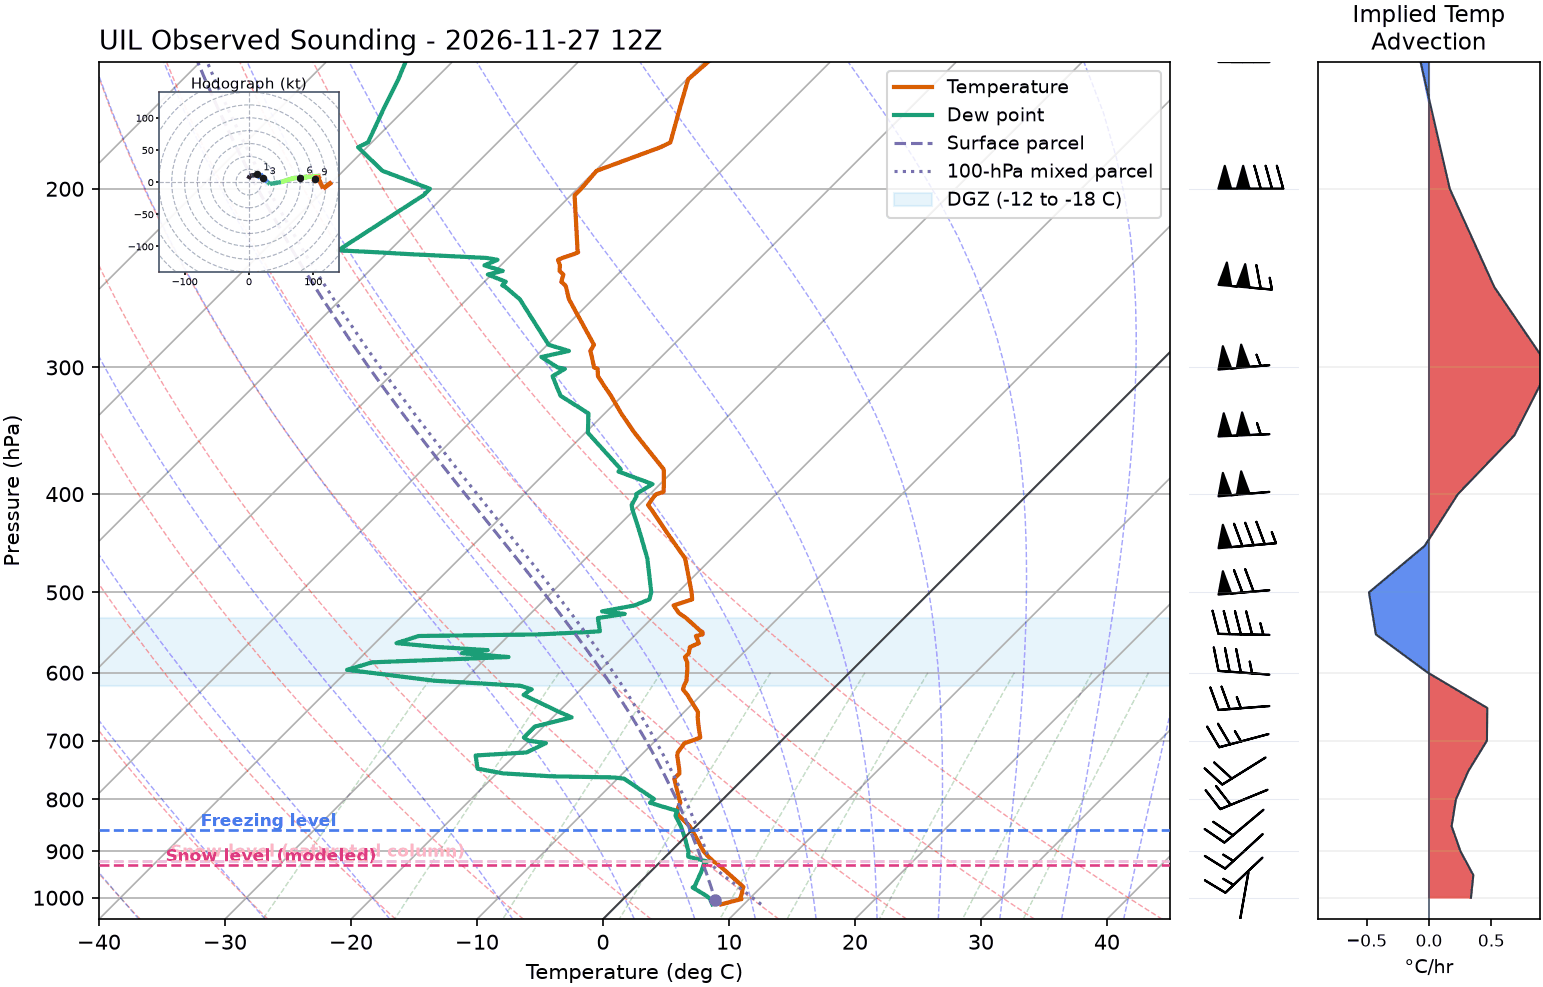 UIL Observed Sounding - 2026-11-27 12Z
Implied Temp
Advection
Hodograph (kt)
100
50
0
−50
−100
−100
0
100
1
3
6
9
Temperature
Dew point
Surface parcel
100-hPa mixed parcel
DGZ (-12 to -18 C)
Pressure (hPa)
200
300
400
500
600
700
800
900
1000
Freezing level
Snow level (modeled)
column)
−40
−30
−20
−10
0
10
20
30
40
Temperature (deg C)
−0.5
0.0
0.5
°C/hr